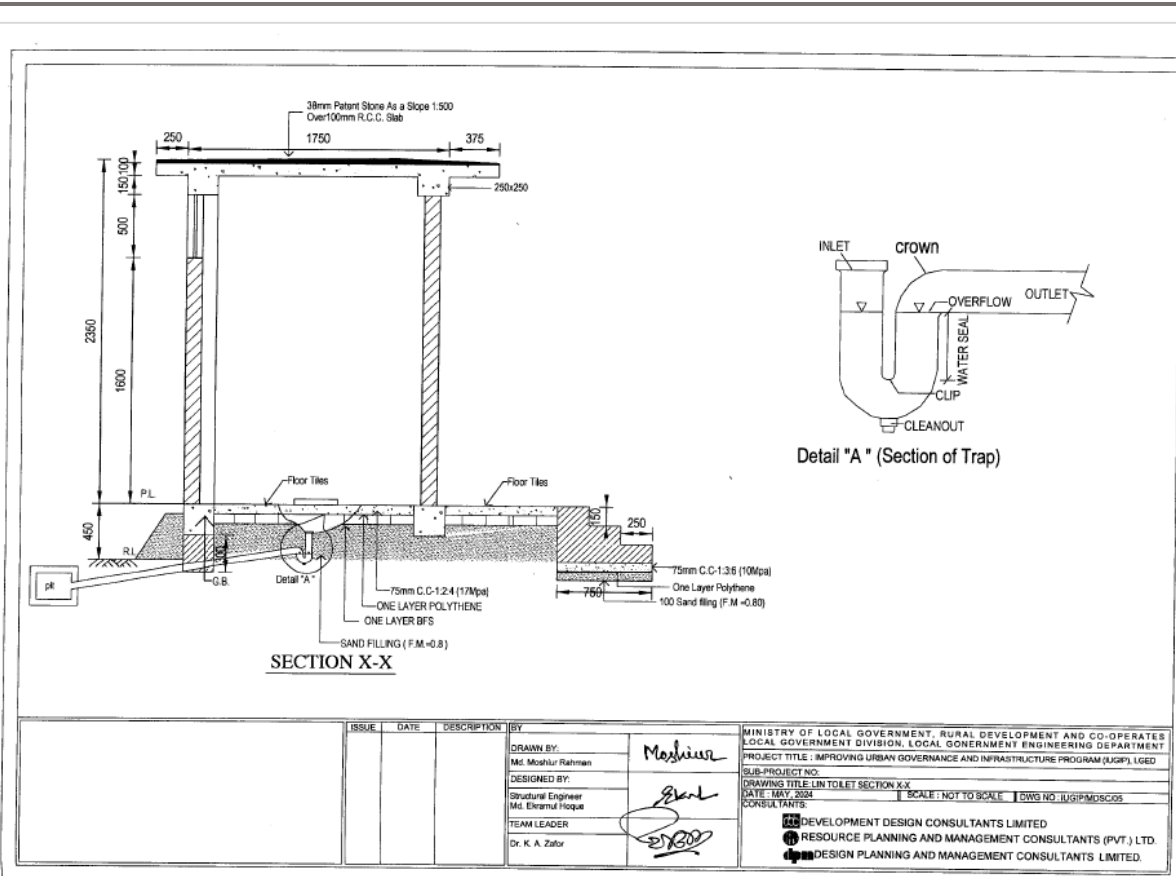 38mm Patent Stone As a Slope 1:500
Over100mm R.C.C. Slab
250
1750
375
100
150
250x250
500
2350
1600
INLET
crown
OVERFLOW
OUTLET
WATER SEAL
CLIP
CLEANOUT
Detail "A " (Section of Trap)
P.L.
Floor Tiles
Floor Tiles
450
150
250
R.L
300
pit
G.B.
Detail "A"
75mm C.C-1:2:4 (17Mpa)
ONE LAYER POLYTHENE
ONE LAYER BFS
SAND FILLING ( F.M.=0.8 )
75mm C.C-1:3:6 (10Mpa)
One Layer Polythene
750
100 Sand filling (F.M =0.80)
SECTION X-X
ISSUE DATE DESCRIPTION BY
DRAWN BY:
Md. Moshiur Rahman
Moshiur
DESIGNED BY:
Structural Engineer
Md. Ekramul Hoque
TEAM LEADER
Dr. K. A. Zafor
MINISTRY OF LOCAL GOVERNMENT, RURAL DEVELOPMENT AND CO-OPERATES
LOCAL GOVERNMENT DIVISION, LOCAL GONERNMENT ENGINEERING DEPARTMENT
PROJECT TITLE : IMPROVING URBAN GOVERNANCE AND INFRASTRUCTURE PROGRAM (IUGIP), LGED
SUB-PROJECT NO:
DRAWING TITLE: LIN TOILET SECTION X-X
DATE : MAY, 2024 SCALE : NOT TO SCALE DWG NO : IUGIP/MDSC/05
CONSULTANTS:
DEVELOPMENT DESIGN CONSULTANTS LIMITED
RESOURCE PLANNING AND MANAGEMENT CONSULTANTS (PVT.) LTD.
dpm DESIGN PLANNING AND MANAGEMENT CONSULTANTS LIMITED.